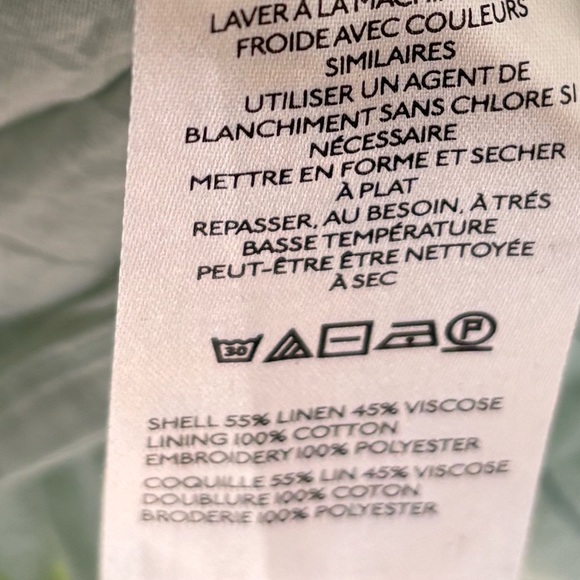 LAVER À LA MACHINE
FROIDE AVEC COULEURS
SIMILAIRES
UTILISER UN AGENT DE
BLANCHIMENT SANS CHLORE SI
NÉCESSAIRE
METTRE EN FORME ET SECHER
À PLAT
REPASSER, AU BESOIN, À TRÉS
BASSE TEMPÉRATURE
PEUT-ÊTRE ÊTRE NETTOYÉE
À SEC
30 P
SHELL 55% LINEN 45% VISCOSE
LINING 100% COTTON
EMBROIDERY 100% POLYESTER
COQUILLE 55% LIN 45% VISCOSE
DOUBLURE 100% COTON
BRODERIE 100% POLYESTER